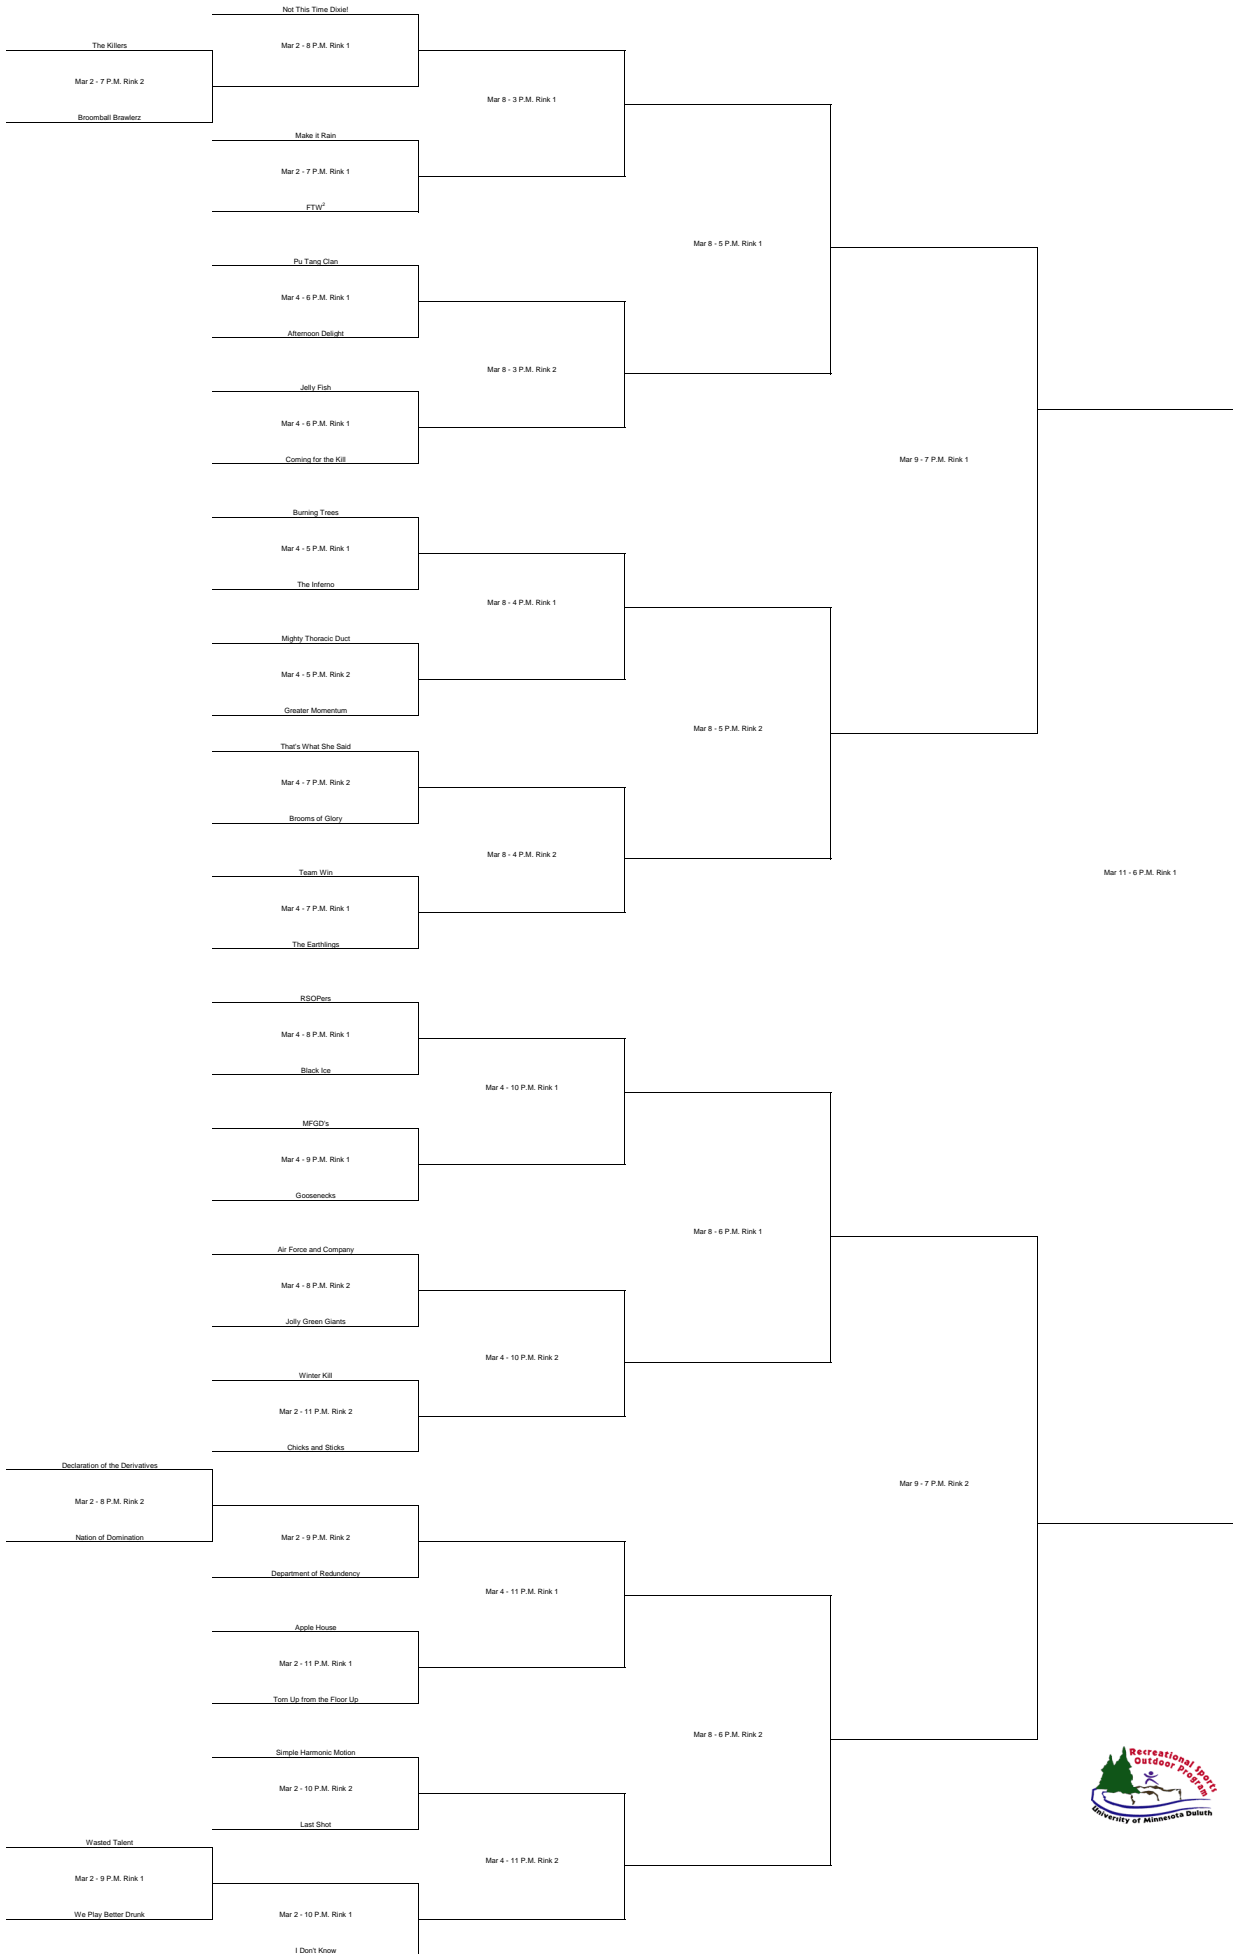 Not This Time Dixie!
The Killers
Mar 2 - 8 P.M. Rink 1
Mar 2 - 7 P.M. Rink 2
Mar 8 - 3 P.M. Rink 1
Broomball Brawlerz
Make it Rain
Mar 2 - 7 P.M. Rink 1
FTW²
Mar 8 - 5 P.M. Rink 1
Pu Tang Clan
Mar 4 - 6 P.M. Rink 1
Afternoon Delight
Mar 8 - 3 P.M. Rink 2
Jelly Fish
Mar 4 - 6 P.M. Rink 1
Coming for the Kill
Mar 9 - 7 P.M. Rink 1
Burning Trees
Mar 4 - 5 P.M. Rink 1
The Inferno
Mar 8 - 4 P.M. Rink 1
Mighty Thoracic Duct
Mar 4 - 5 P.M. Rink 2
Greater Momentum
Mar 8 - 5 P.M. Rink 2
That's What She Said
Mar 4 - 7 P.M. Rink 2
Brooms of Glory
Mar 8 - 4 P.M. Rink 2
Team Win
Mar 11 - 6 P.M. Rink 1
Mar 4 - 7 P.M. Rink 1
The Earthlings
RSOPers
Mar 4 - 8 P.M. Rink 1
Black Ice
Mar 4 - 10 P.M. Rink 1
MFGD's
Mar 4 - 9 P.M. Rink 1
Goosenecks
Mar 8 - 6 P.M. Rink 1
Air Force and Company
Mar 4 - 8 P.M. Rink 2
Jolly Green Giants
Mar 4 - 10 P.M. Rink 2
Winter Kill
Mar 2 - 11 P.M. Rink 2
Chicks and Sticks
Declaration of the Derivatives
Mar 9 - 7 P.M. Rink 2
Mar 2 - 8 P.M. Rink 2
Nation of Domination
Mar 2 - 9 P.M. Rink 2
Department of Redundency
Mar 4 - 11 P.M. Rink 1
Apple House
Mar 2 - 11 P.M. Rink 1
Torn Up from the Floor Up
Mar 8 - 6 P.M. Rink 2
Simple Harmonic Motion
Mar 2 - 10 P.M. Rink 2
Last Shot
Recreational Sports
Outdoor Program
University of Minnesota Duluth
Wasted Talent
Mar 4 - 11 P.M. Rink 2
Mar 2 - 9 P.M. Rink 1
We Play Better Drunk
Mar 2 - 10 P.M. Rink 1
I Don't Know